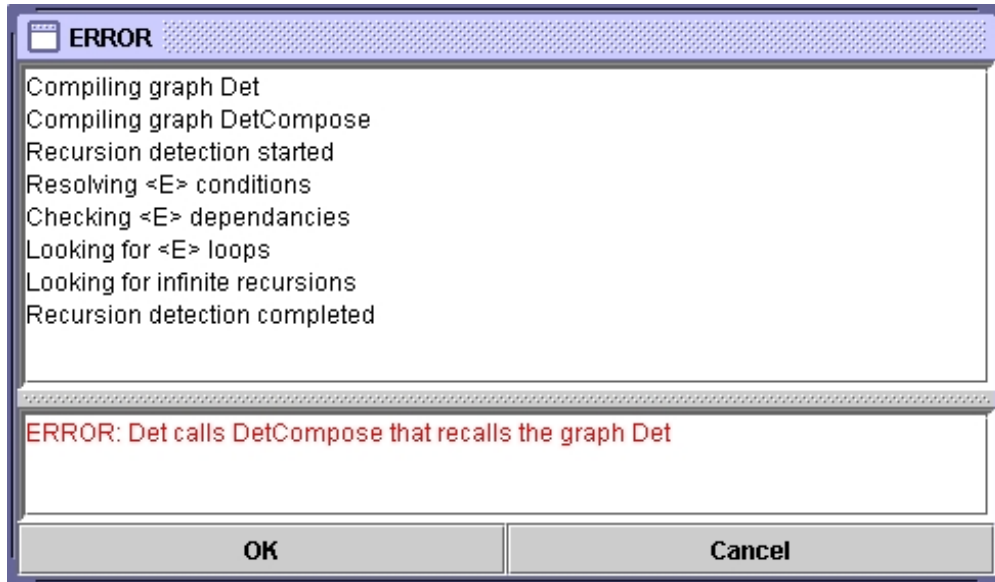 ERROR
Compiling graph Det
Compiling graph DetCompose
Recursion detection started
Resolving <E> conditions
Checking <E> dependancies
Looking for <E> loops
Looking for infinite recursions
Recursion detection completed
ERROR: Det calls DetCompose that recalls the graph Det
OK
Cancel